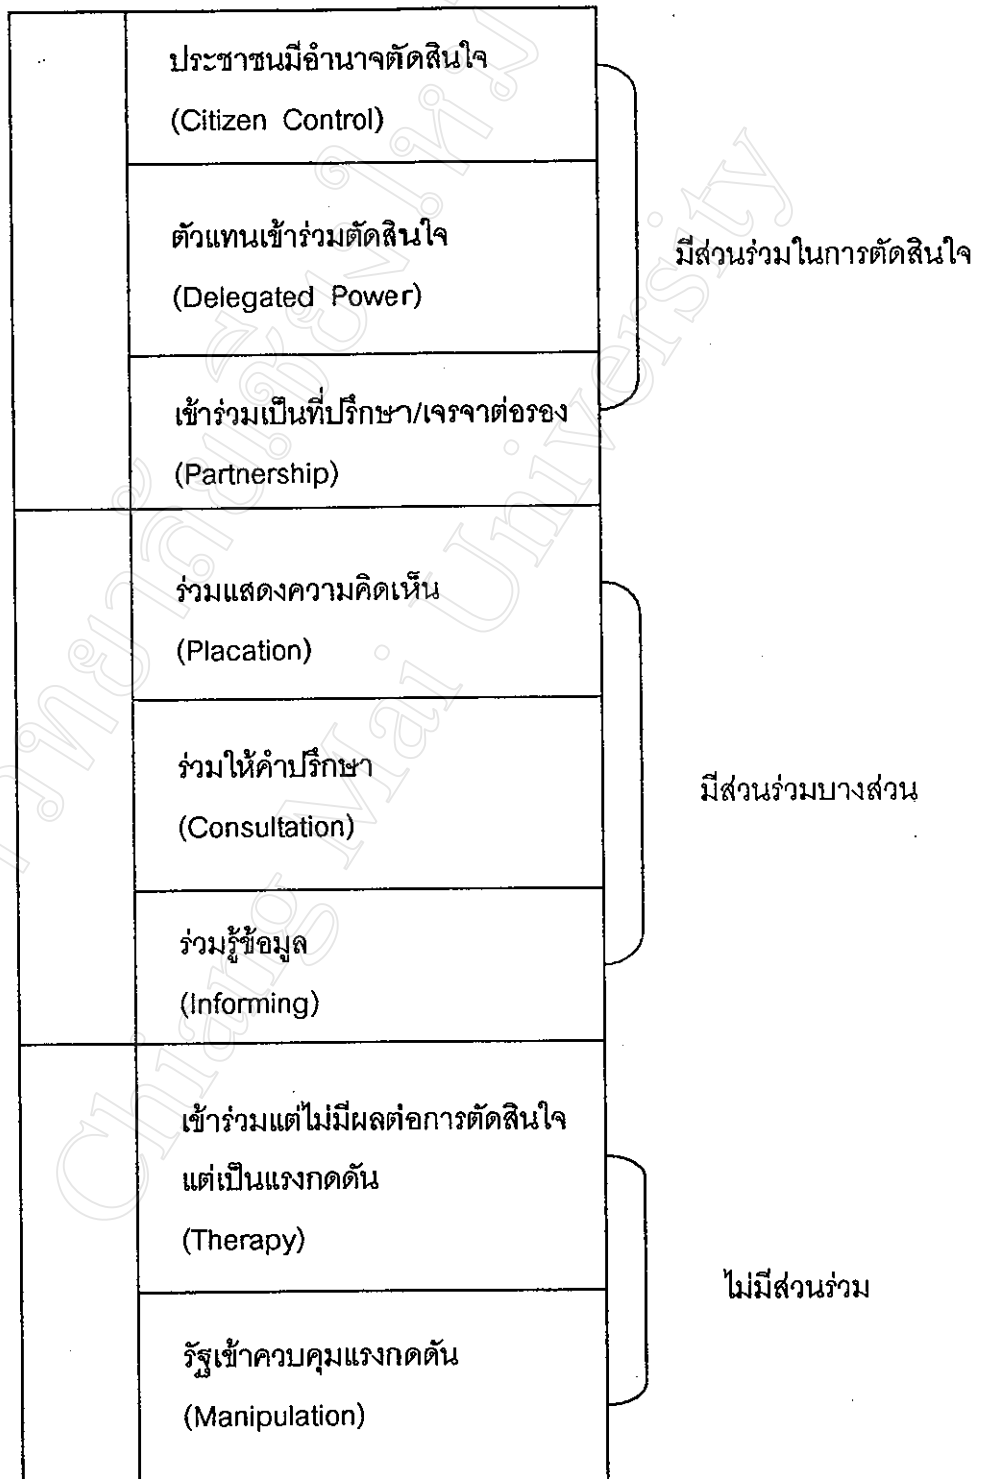 ประชาชนมีอำนาจตัดสินใจ
(Citizen Control)
ตัวแทนเข้าร่วมตัดสินใจ
(Delegated Power)
มีส่วนร่วมในการตัดสินใจ
เข้าร่วมเป็นที่ปรึกษา/เจรจาต่อรอง
(Partnership)
ร่วมแสดงความคิดเห็น
(Placation)
ร่วมให้คำปรึกษา
(Consultation)
มีส่วนร่วมบางส่วน
ร่วมรู้ข้อมูล
(Informing)
เข้าร่วมแต่ไม่มีผลต่อการตัดสินใจ
แต่เป็นแรงกดดัน
(Therapy)
ไม่มีส่วนร่วม
รัฐเข้าควบคุมแรงกดดัน
(Manipulation)
Chiang Mai University